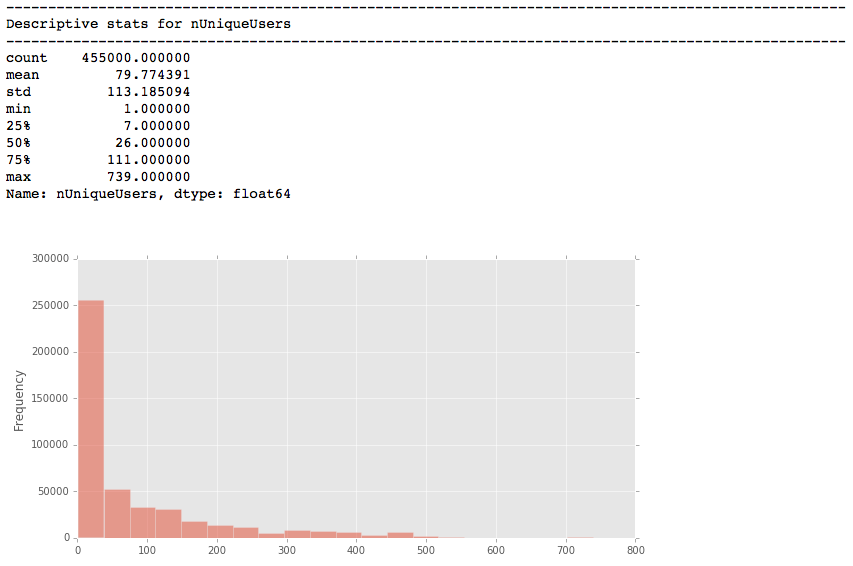 Descriptive stats for nUniqueUsers
count 455000.000000
mean 79.774391
std 113.185094
min 1.000000
25% 7.000000
50% 26.000000
75% 111.000000
max 739.000000
Name: nUniqueUsers, dtype: float64
300000
250000
200000
150000
100000
50000
0
Frequency
0 100 200 300 400 500 600 700 800